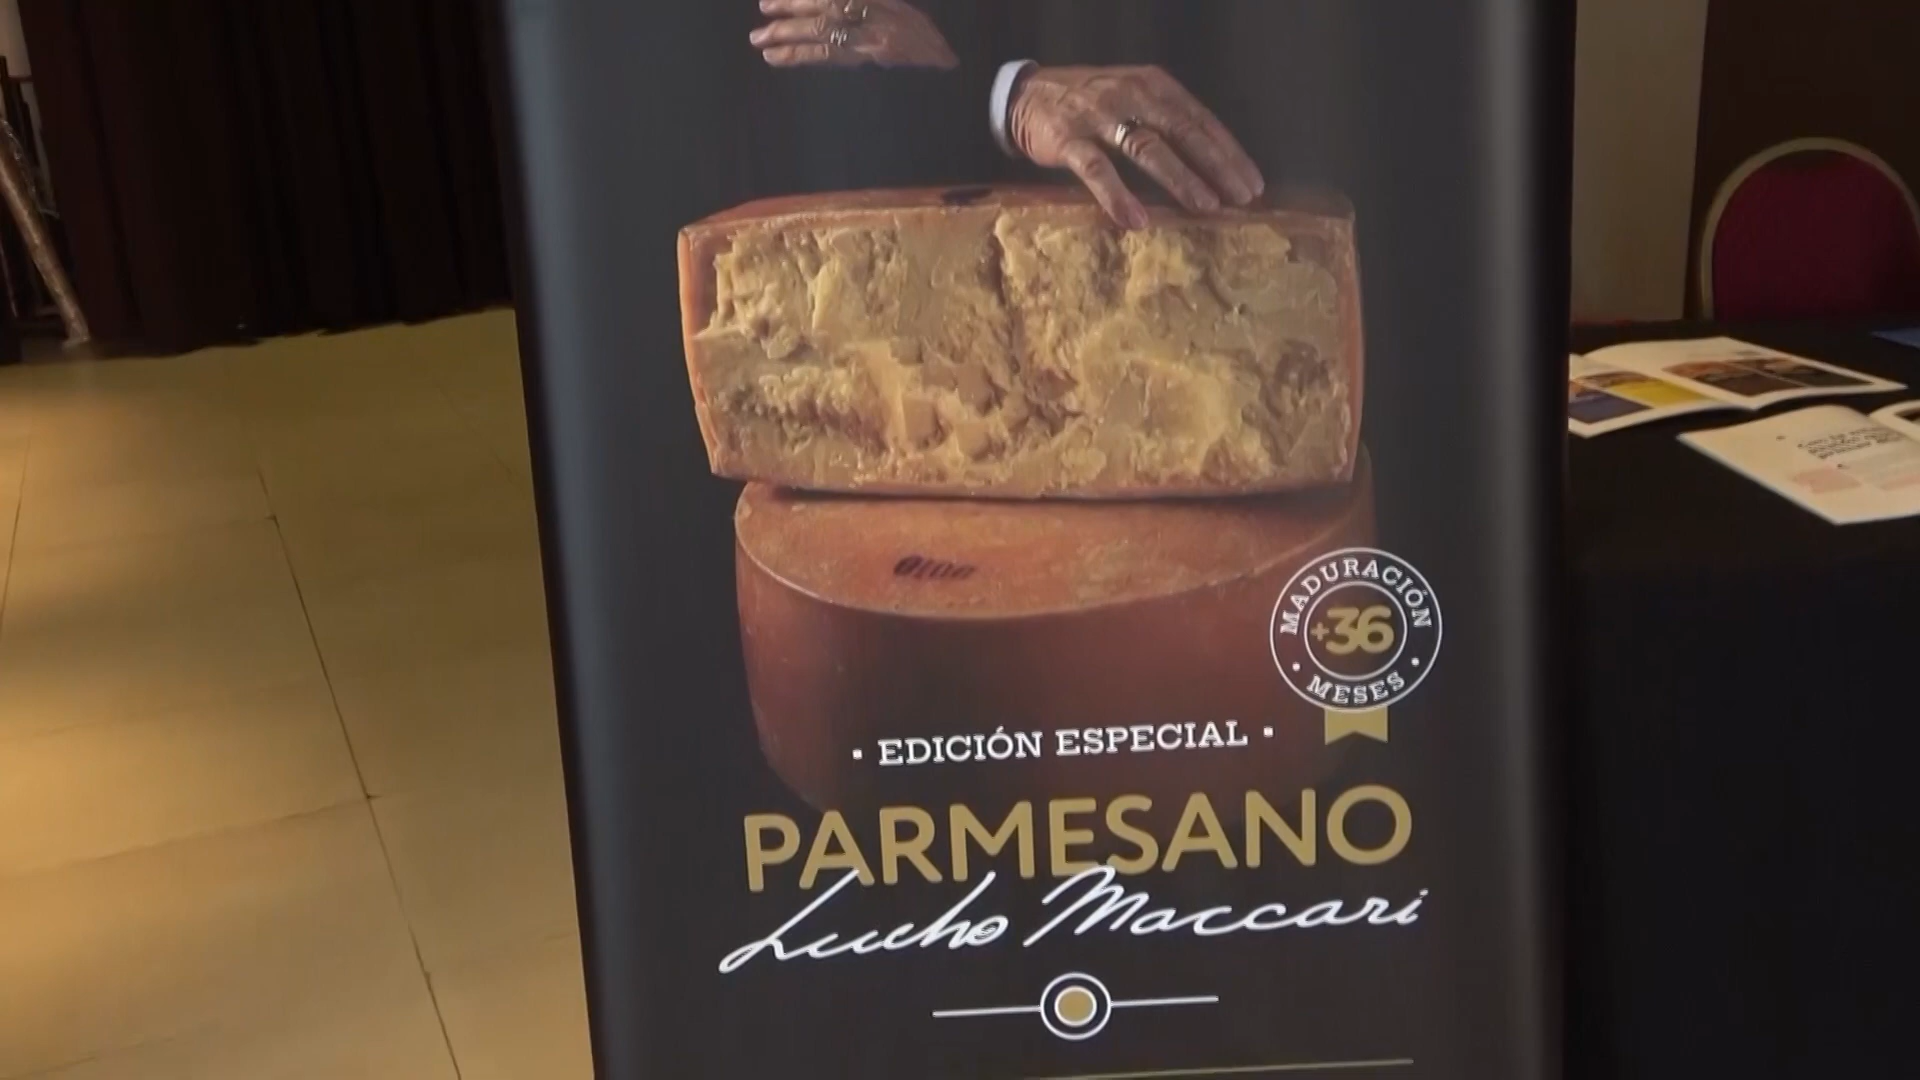 MADURACIÓN
+36
MESES
· EDICIÓN ESPECIAL ·
PARMESANO
Lucho Maccari